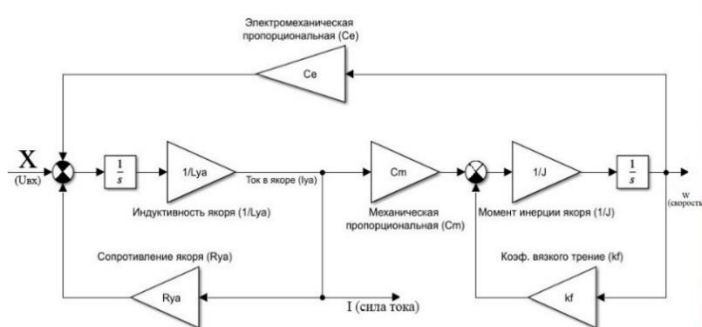 Электромеханическая
пропорциональная (Ce)
Ce
X
(Uвх)
1
s
1/Lya
Ток в якоре (Iya)
Индуктивность якоря (1/Lya)
Cm
Механическая
пропорциональная (Cm)
1/J
Момент инерции якоря (1/J)
1
s
w
(скорость
Сопротивление якоря (Rya)
Rya
I (сила тока)
Коэф. вязкого трение (kf)
kf